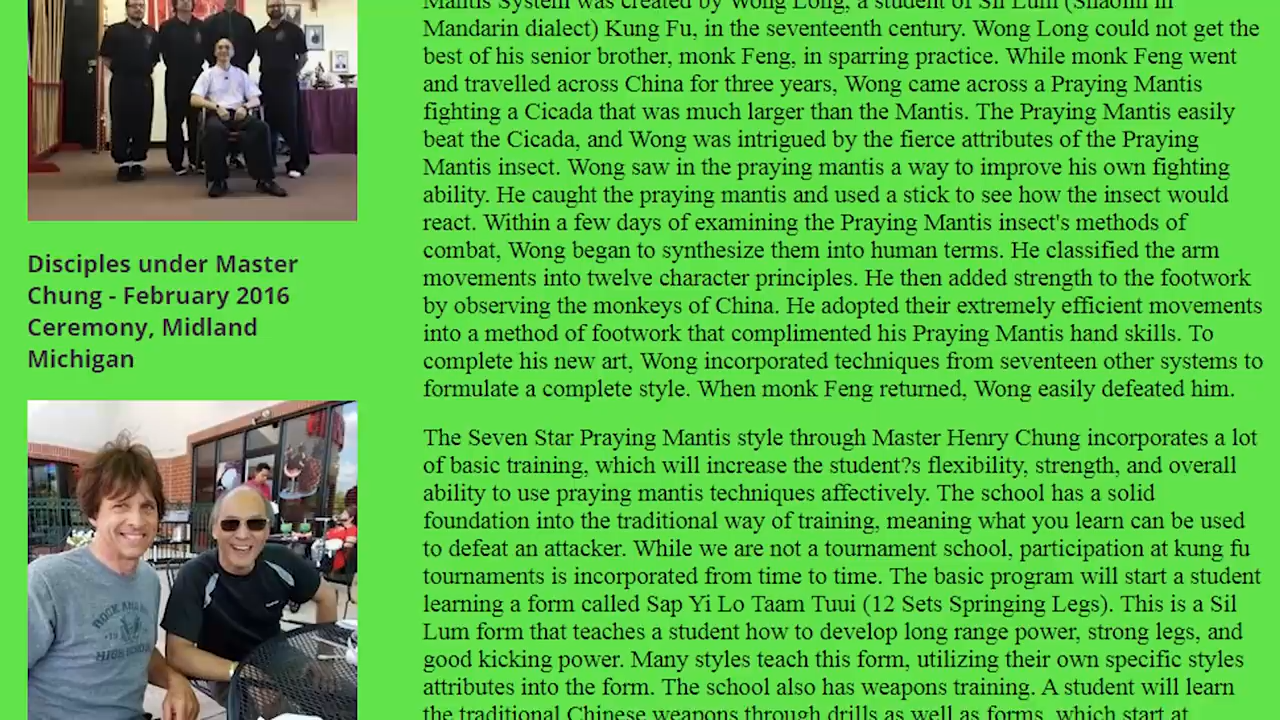 Mantis System was created by Wong Long, a student of Sil Lum (Shaolin in
Mandarin dialect) Kung Fu, in the seventeenth century. Wong Long could not get the
best of his senior brother, monk Feng, in sparring practice. While monk Feng went
and travelled across China for three years, Wong came across a Praying Mantis
fighting a Cicada that was much larger than the Mantis. The Praying Mantis easily
beat the Cicada, and Wong was intrigued by the fierce attributes of the Praying
Mantis insect. Wong saw in the praying mantis a way to improve his own fighting
ability. He caught the praying mantis and used a stick to see how the insect would
react. Within a few days of examining the Praying Mantis insect's methods of
combat, Wong began to synthesize them into human terms. He classified the arm
movements into twelve character principles. He then added strength to the footwork
by observing the monkeys of China. He adopted their extremely efficient movements
into a method of footwork that complimented his Praying Mantis hand skills. To
complete his new art, Wong incorporated techniques from seventeen other systems to
formulate a complete style. When monk Feng returned, Wong easily defeated him.
The Seven Star Praying Mantis style through Master Henry Chung incorporates a lot
of basic training, which will increase the student?s flexibility, strength, and overall
ability to use praying mantis techniques affectively. The school has a solid
foundation into the traditional way of training, meaning what you learn can be used
to defeat an attacker. While we are not a tournament school, participation at kung fu
tournaments is incorporated from time to time. The basic program will start a student
learning a form called Sap Yi Lo Taam Tuui (12 Sets Springing Legs). This is a Sil
Lum form that teaches a student how to develop long range power, strong legs, and
good kicking power. Many styles teach this form, utilizing their own specific styles
attributes into the form. The school also has weapons training. A student will learn
the traditional Chinese weapons through drills as well as forms, which start at
Disciples under Master
Chung - February 2016
Ceremony, Midland
Michigan
HIGH SCHOOL